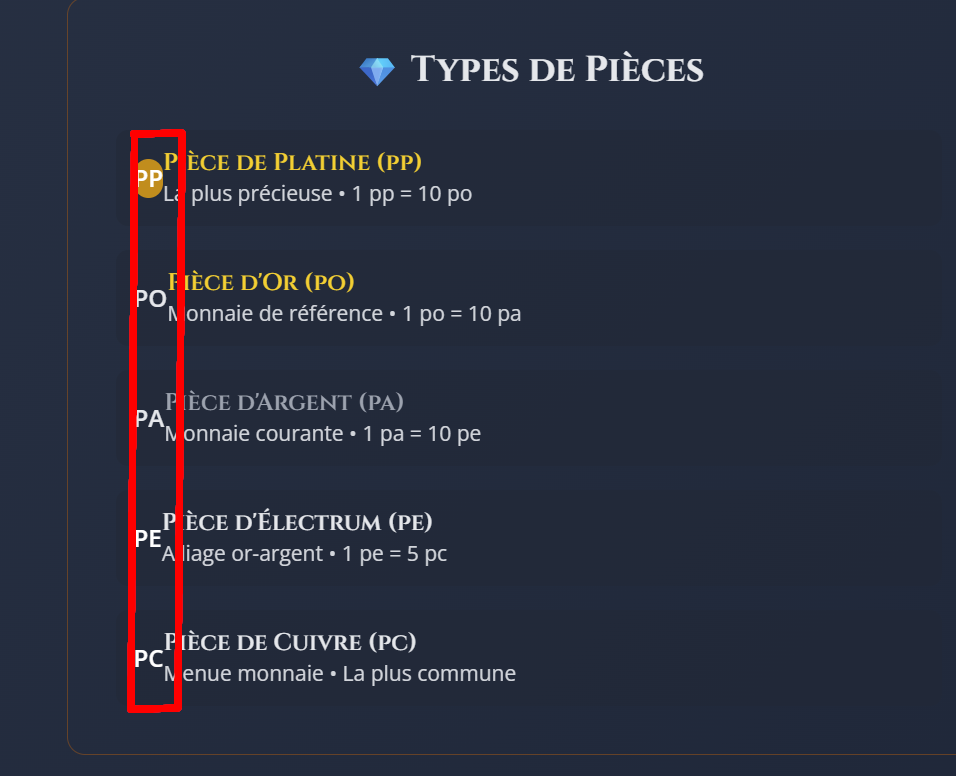 Types de Pièces
PP
Pièce de Platine (pp)
La plus précieuse • 1 pp = 10 po
PO
Pièce d'Or (po)
Monnaie de référence • 1 po = 10 pa
PA
Pièce d'Argent (pa)
Monnaie courante • 1 pa = 10 pe
PE
Pièce d'Électrum (pe)
Alliage or-argent • 1 pe = 5 pc
PC
Pièce de Cuivre (pc)
Menue monnaie • La plus commune